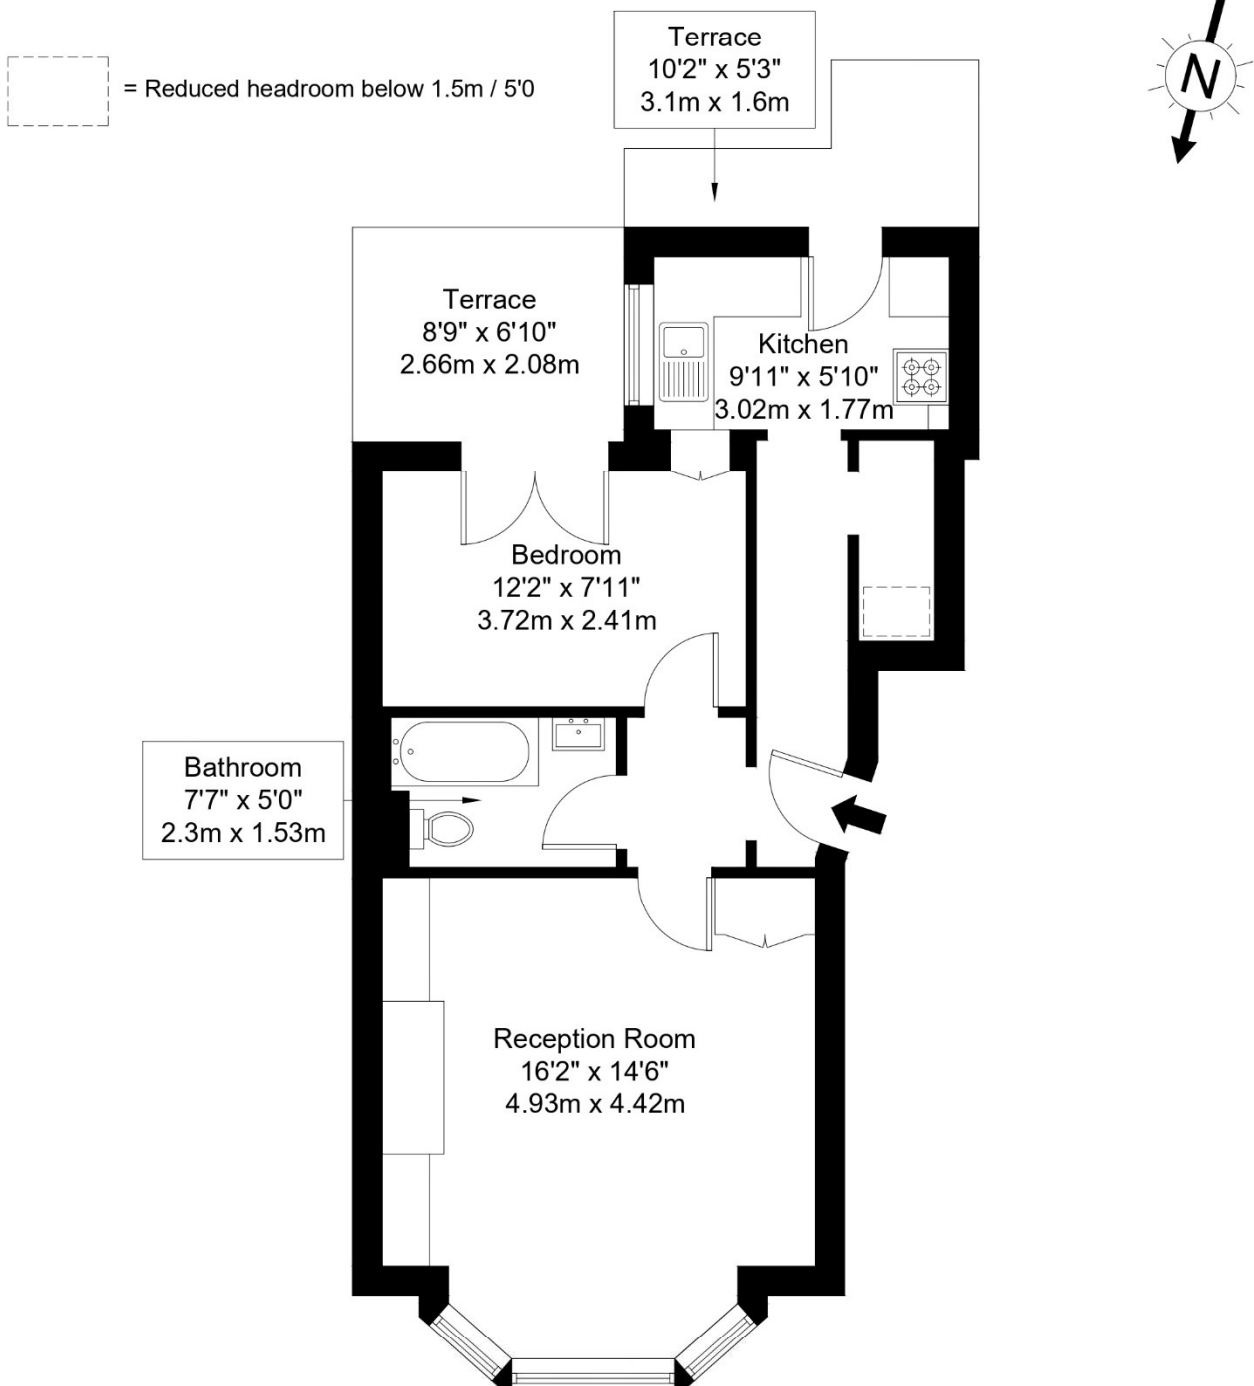 = Reduced headroom below 1.5m / 5'0
Terrace
10'2" x 5'3"
3.1m x 1.6m
N
Terrace
8'9" x 6'10"
2.66m x 2.08m
Kitchen
9'11" x 5'10"
3.02m x 1.77m
Bedroom
12'2" x 7'11"
3.72m x 2.41m
Bathroom
7'7" x 5'0"
2.3m x 1.53m
Reception Room
16'2" x 14'6"
4.93m x 4.42m